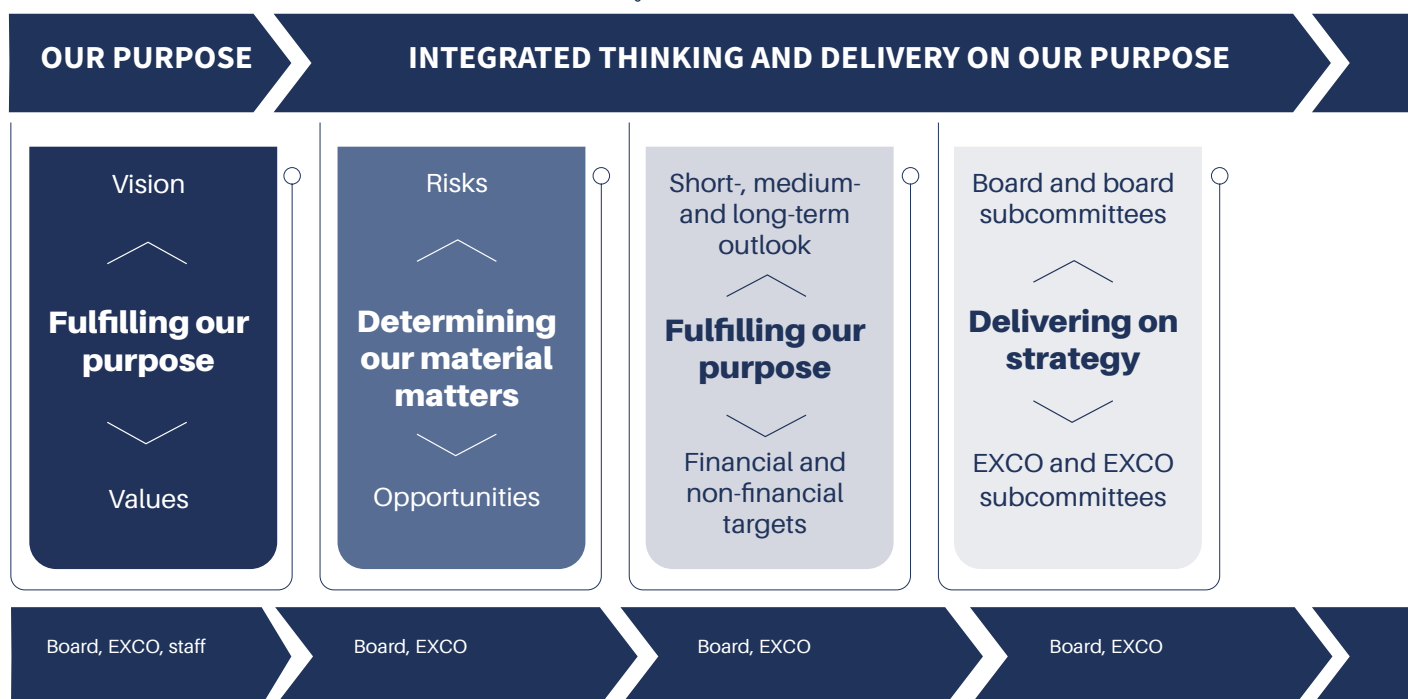 OUR PURPOSE
INTEGRATED THINKING AND DELIVERY ON OUR PURPOSE
Vision
Fulfilling our
purpose
Values
Risks
Determining
our material
matters
Opportunities
Short-, medium-
and long-term
outlook
Fulfilling our
purpose
Financial and
non-financial
targets
Board and board
subcommittees
Delivering on
strategy
EXCO and EXCO
subcommittees
Board, EXCO, staff
Board, EXCO
Board, EXCO
Board, EXCO